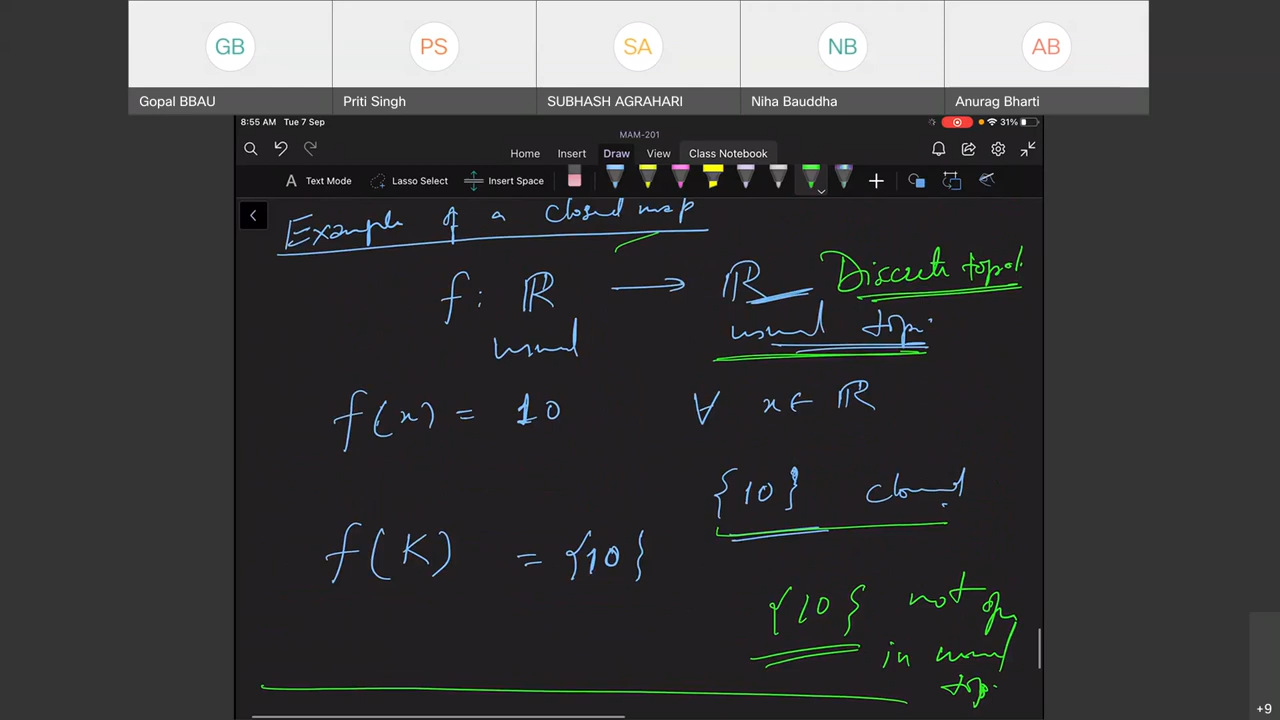 GB PS SA NB AB
Gopal BBAU Priti Singh SUBHASH AGRAHARI Niha Bauddha Anurag Bharti
8:55 AM Tue 7 Sep 31%
MAM-201
Home Insert Draw View Class Notebook
Text Mode Lasso Select Insert Space
Example of a closed map
f: ℝ ⟶ ℝ Discrete topol.
usual usual top.
f(x) = 10 ∀ x ∈ ℝ
{10} closed
f(K) = {10}
{10} not open
in usual
top.
+9